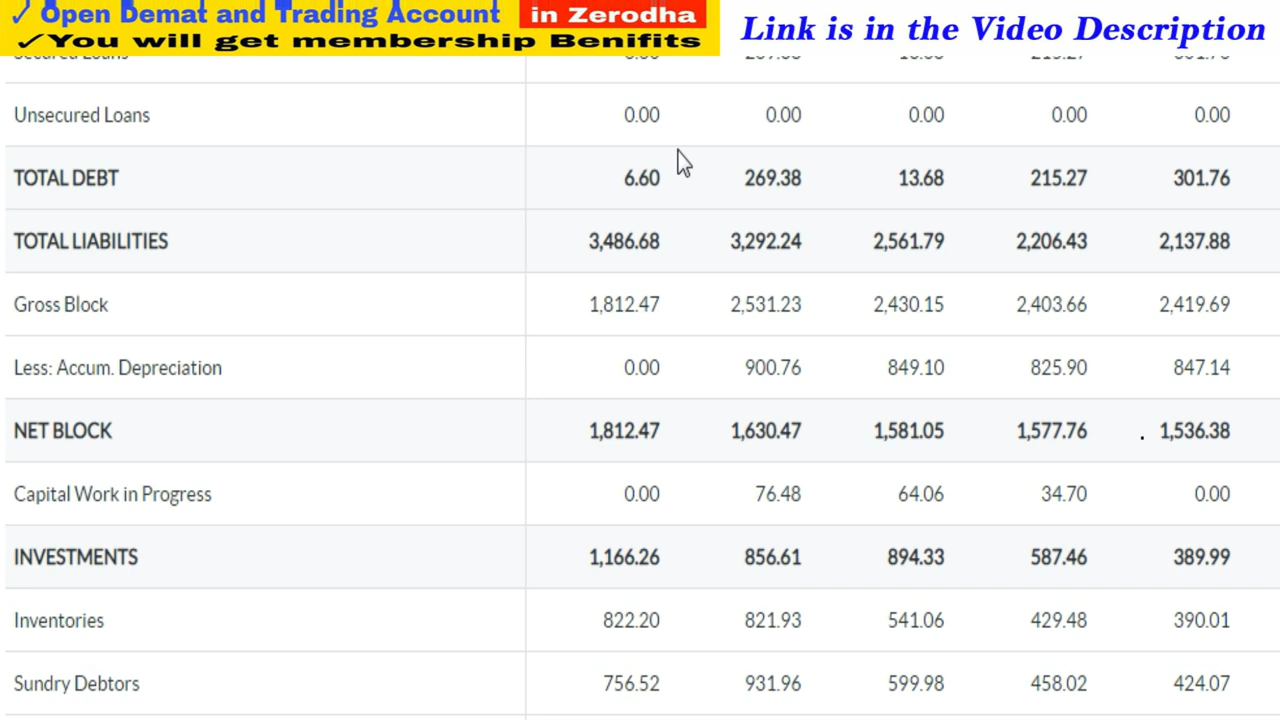 ✓ Open Demat and Trading Account in Zerodha
✓You will get membership Benifits
Link is in the Video Description
Secured Loans
Unsecured Loans 0.00 0.00 0.00 0.00 0.00
TOTAL DEBT 6.60 269.38 13.68 215.27 301.76
TOTAL LIABILITIES 3,486.68 3,292.24 2,561.79 2,206.43 2,137.88
Gross Block 1,812.47 2,531.23 2,430.15 2,403.66 2,419.69
Less: Accum. Depreciation 0.00 900.76 849.10 825.90 847.14
NET BLOCK 1,812.47 1,630.47 1,581.05 1,577.76 . 1,536.38
Capital Work in Progress 0.00 76.48 64.06 34.70 0.00
INVESTMENTS 1,166.26 856.61 894.33 587.46 389.99
Inventories 822.20 821.93 541.06 429.48 390.01
Sundry Debtors 756.52 931.96 599.98 458.02 424.07